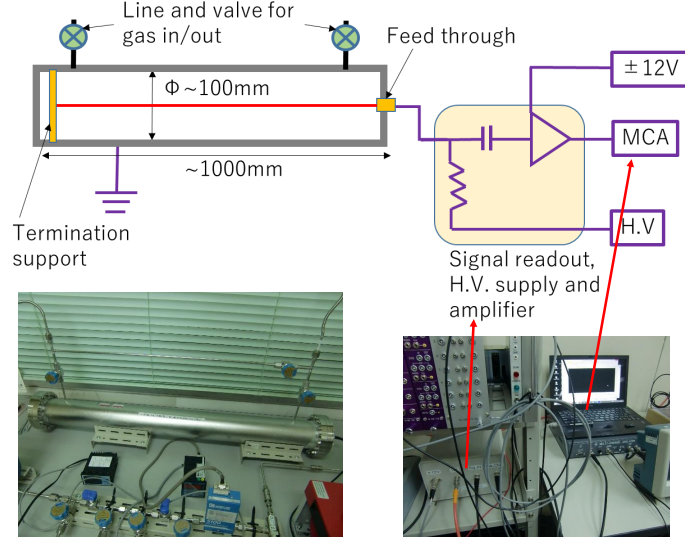 Line and valve for
gas in/out
Feed through
Φ ~100mm
±12V
MCA
~1000mm
H.V
Termination
support
Signal readout,
H.V. supply and
amplifier